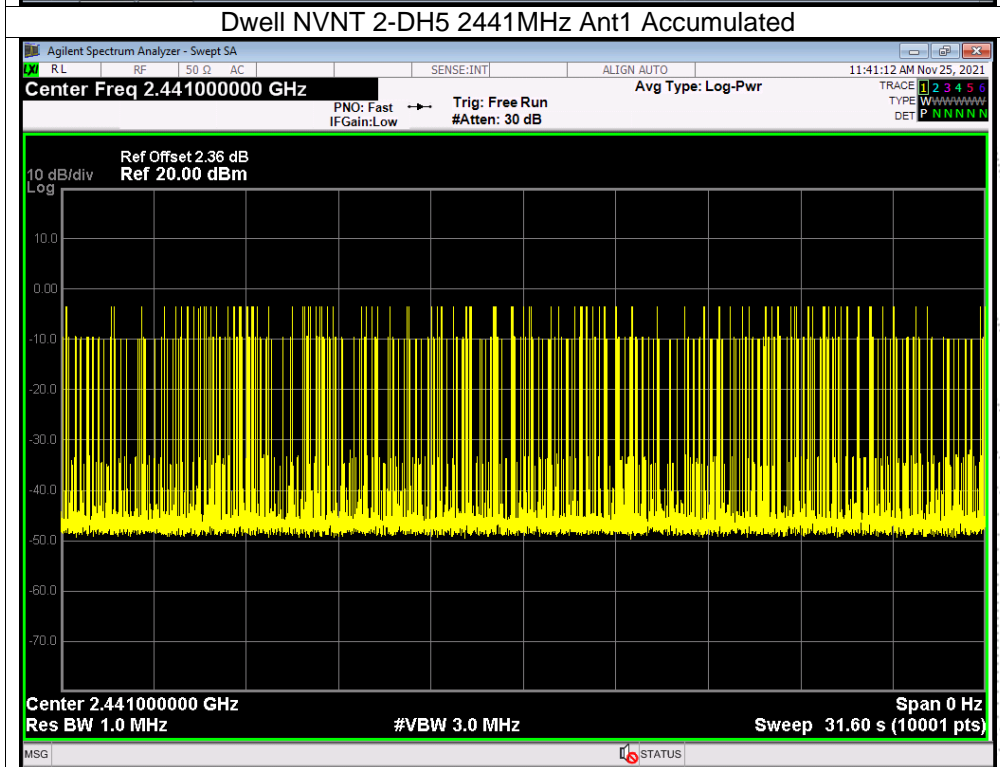 Dwell NVNT 2-DH5 2441MHz Ant1 Accumulated
Agilent Spectrum Analyzer - Swept SA
LXI RL RF 50 Ω AC SENSE:INT ALIGN AUTO 11:41:12 AM Nov 25, 2021
Center Freq 2.441000000 GHz Avg Type: Log-Pwr TRACE 1 2 3 4 5 6
PNO: Fast Trig: Free Run TYPE WWWWWW
IFGain:Low #Atten: 30 dB DET P N N N N N
Ref Offset 2.36 dB
10 dB/div Ref 20.00 dBm
Log
10.0
0.00
-10.0
-20.0
-30.0
-40.0
-50.0
-60.0
-70.0
Center 2.441000000 GHz Span 0 Hz
Res BW 1.0 MHz #VBW 3.0 MHz Sweep 31.60 s (10001 pts)
MSG STATUS